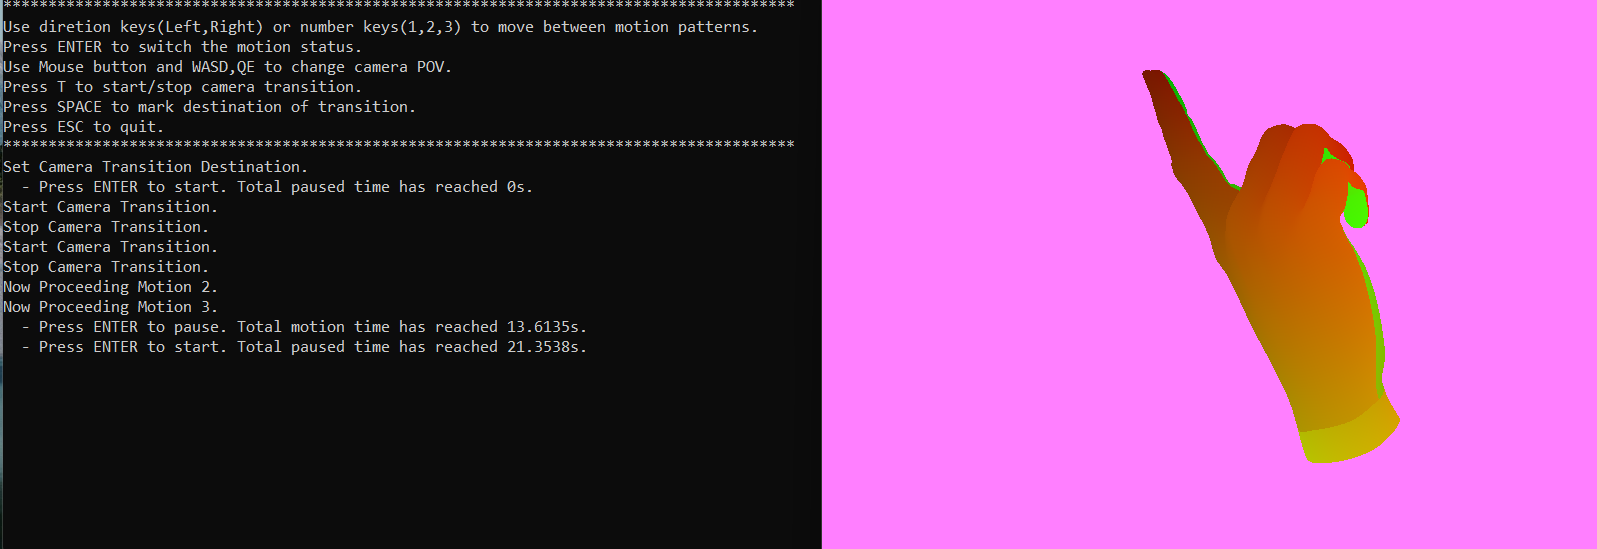 ****************************************************************************************
Use diretion keys(Left,Right) or number keys(1,2,3) to move between motion patterns.
Press ENTER to switch the motion status.
Use Mouse button and WASD,QE to change camera POV.
Press T to start/stop camera transition.
Press SPACE to mark destination of transition.
Press ESC to quit.
****************************************************************************************
Set Camera Transition Destination.
  - Press ENTER to start. Total paused time has reached 0s.
Start Camera Transition.
Stop Camera Transition.
Start Camera Transition.
Stop Camera Transition.
Now Proceeding Motion 2.
Now Proceeding Motion 3.
  - Press ENTER to pause. Total motion time has reached 13.6135s.
  - Press ENTER to start. Total paused time has reached 21.3538s.